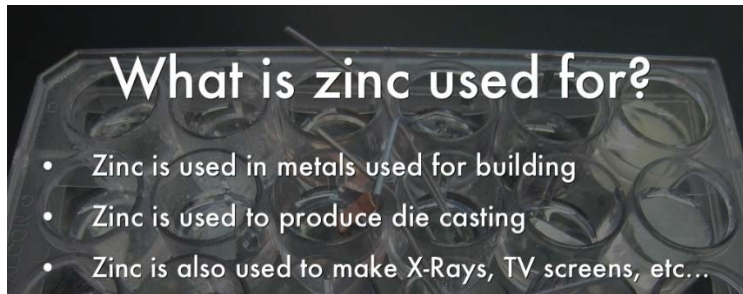 What is zinc used for?
• Zinc is used in metals used for building
• Zinc is used to produce die casting
• Zinc is also used to make X-Rays, TV screens, etc...